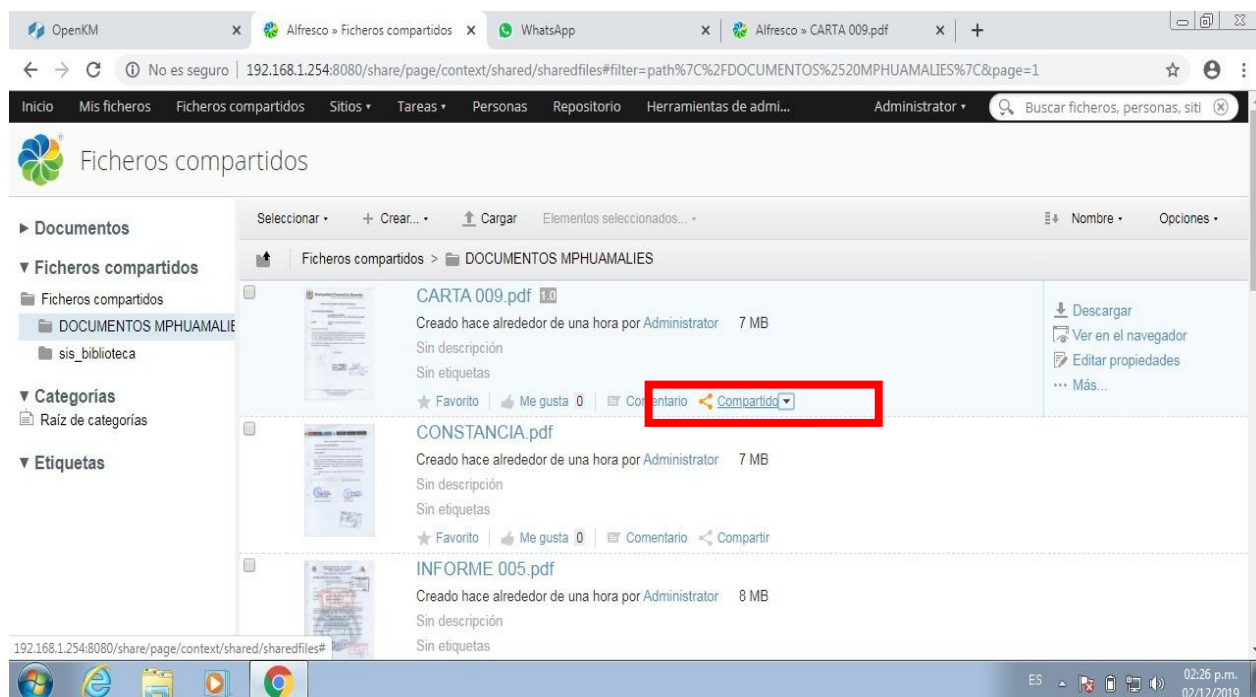 OpenKM
Alfresco » Ficheros compartidos
WhatsApp
Alfresco » CARTA 009.pdf
No es seguro | 192.168.1.254:8080/share/page/context/shared/sharedfiles#filter=path%7C%2FDOCUMENTOS%2520MPHUAMALIES%7C&page=1
Inicio Mis ficheros Ficheros compartidos Sitios Tareas Personas Repositorio Herramientas de admi... Administrator Buscar ficheros, personas, siti
Ficheros compartidos
Seleccionar + Crear... Cargar Elementos seleccionados... Nombre Opciones
Documentos
Ficheros compartidos
Ficheros compartidos
DOCUMENTOS MPHUAMALIE
sis_biblioteca
Categorías
Raíz de categorías
Etiquetas
Ficheros compartidos > DOCUMENTOS MPHUAMALIES
CARTA 009.pdf 1.0
Creado hace alrededor de una hora por Administrator 7 MB
Sin descripción
Sin etiquetas
Favorito Me gusta 0 Comentario Compartido
Descargar
Ver en el navegador
Editar propiedades
Más...
CONSTANCIA.pdf
Creado hace alrededor de una hora por Administrator 7 MB
Sin descripción
Sin etiquetas
Favorito Me gusta 0 Comentario Compartir
INFORME 005.pdf
Creado hace alrededor de una hora por Administrator 8 MB
Sin descripción
Sin etiquetas
192.168.1.254:8080/share/page/context/shared/sharedfiles#
ES
02:26 p.m.
02/12/2019